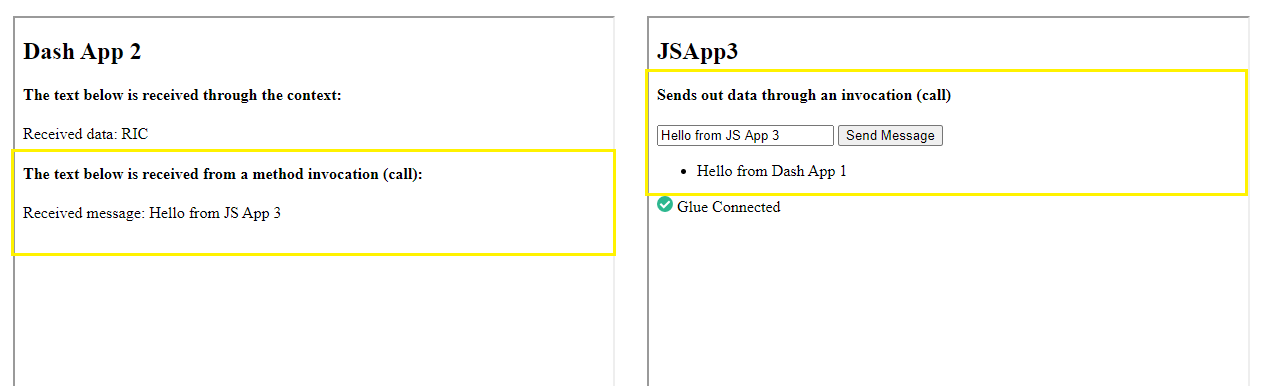 Dash App 2
The text below is received through the context:
Received data: RIC
The text below is received from a method invocation (call):
Received message: Hello from JS App 3
JSApp3
Sends out data through an invocation (call)
Hello from JS App 3 Send Message
Hello from Dash App 1
Glue Connected